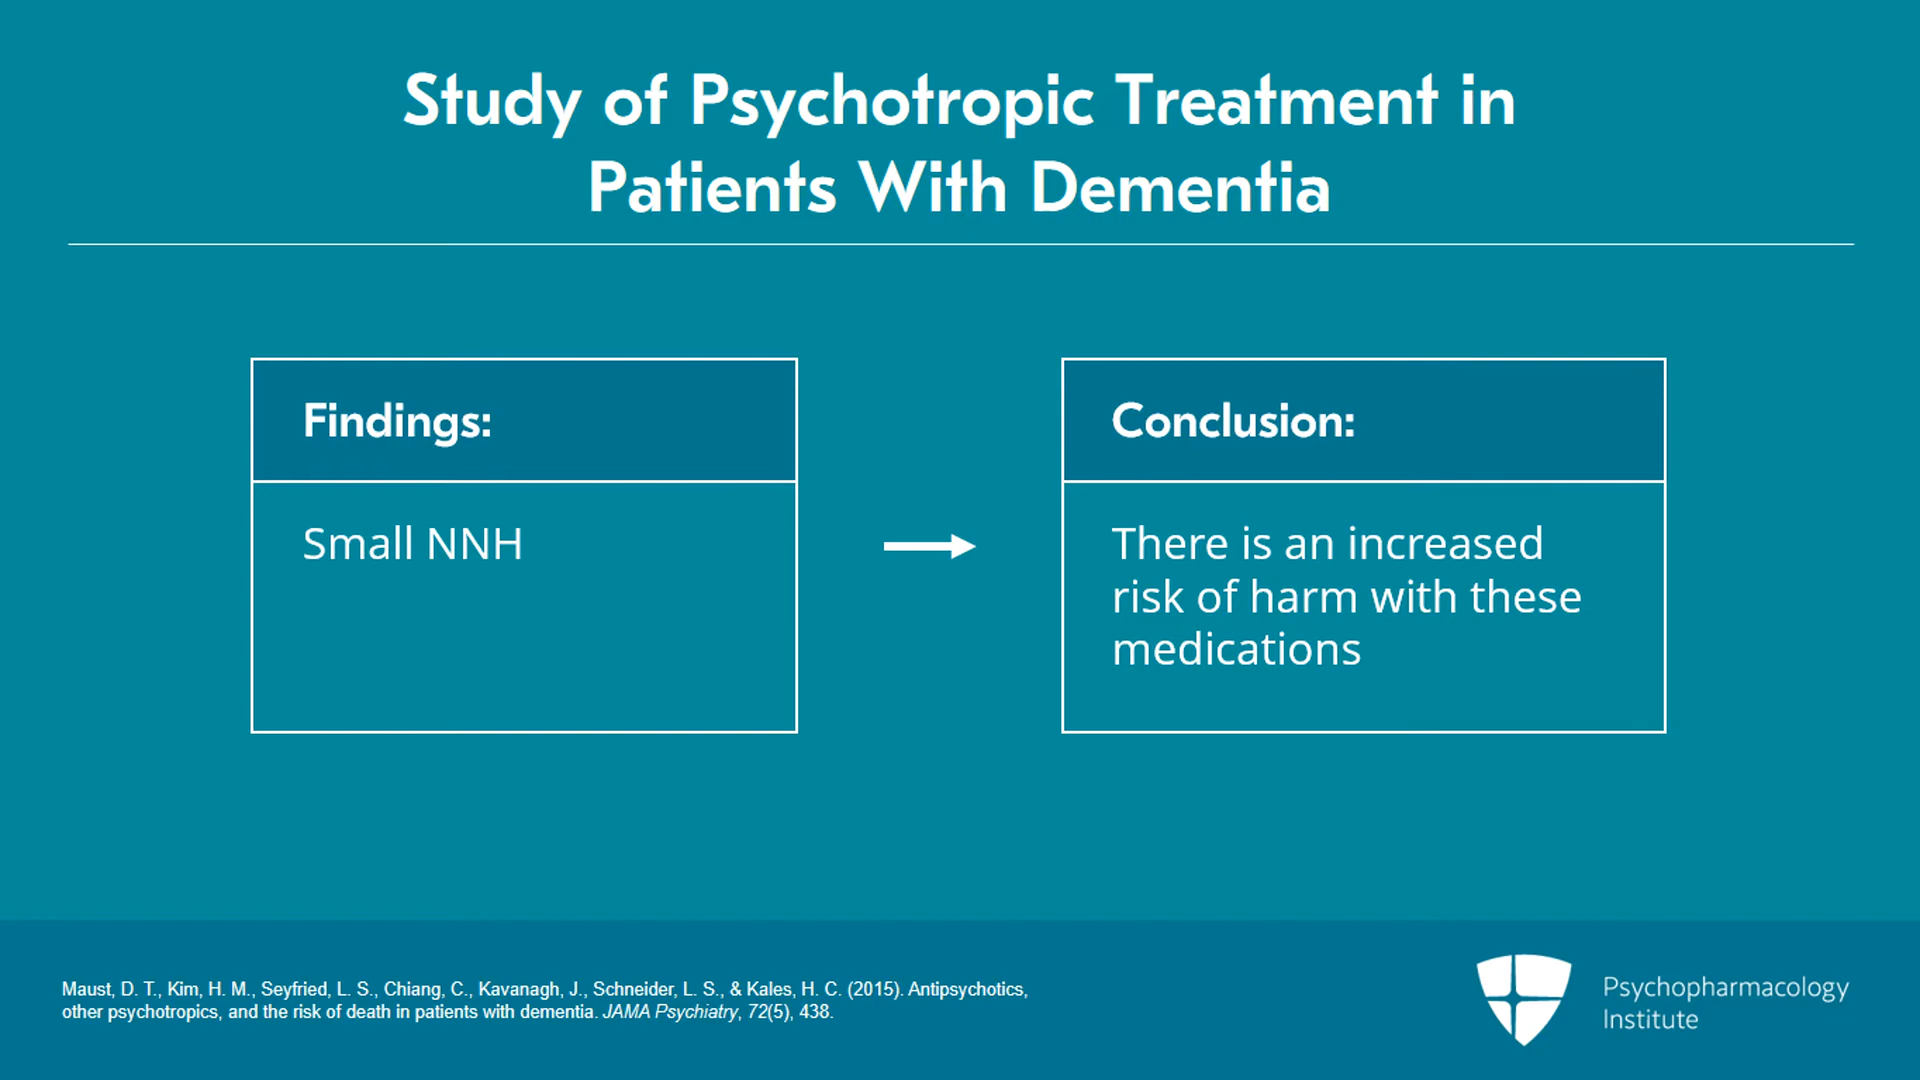 Study of Psychotropic Treatment in
Patients With Dementia
Findings:
Small NNH
Conclusion:
There is an increased
risk of harm with these
medications
Maust, D. T., Kim, H. M., Seyfried, L. S., Chiang, C., Kavanagh, J., Schneider, L. S., & Kales, H. C. (2015). Antipsychotics,
other psychotropics, and the risk of death in patients with dementia. JAMA Psychiatry, 72(5), 438.
Psychopharmacology
Institute